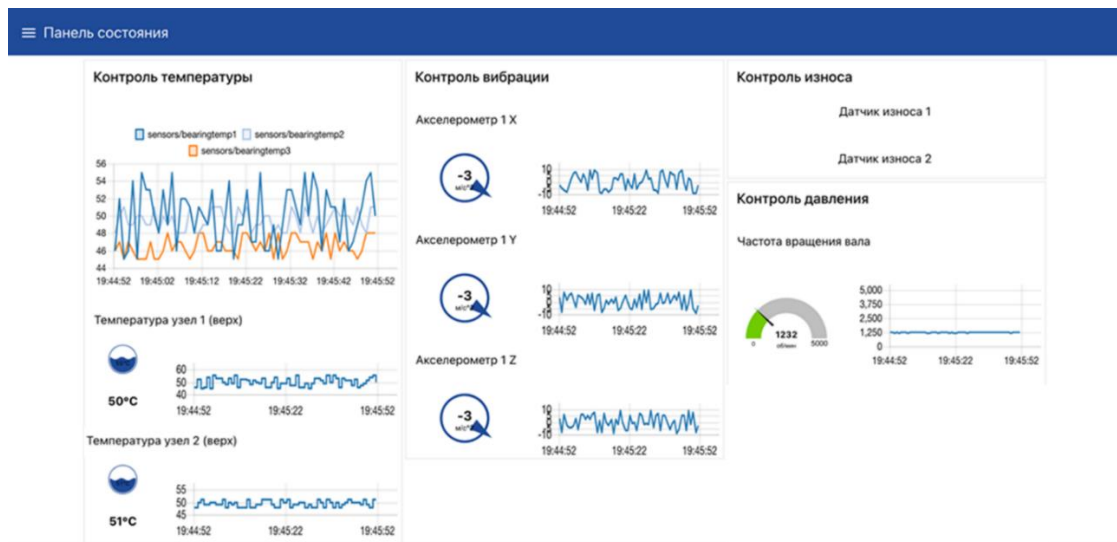 Панель состояния
Контроль температуры
sensors/bearingtemp1 sensors/bearingtemp2
sensors/bearingtemp3
56
54
52
50
48
46
44
19:44:52 19:45:02 19:45:12 19:45:22 19:45:32 19:45:42 19:45:52
Температура узел 1 (верх)
50°C
60
50
40
19:44:52 19:45:22 19:45:52
Температура узел 2 (верх)
51°C
55
50
45
19:44:52 19:45:22 19:45:52
Контроль вибрации
Акселерометр 1 X
-3
10
-10
19:44:52 19:45:22 19:45:52
Акселерометр 1 Y
-3
10
-10
19:44:52 19:45:22 19:45:52
Акселерометр 1 Z
-3
10
-10
19:44:52 19:45:22 19:45:52
Контроль износа
Датчик износа 1
Датчик износа 2
Контроль давления
Частота вращения вала
1232
об/мин
0 5000
5,000
3,750
2,500
1,250
0
19:44:52 19:45:22 19:45:52